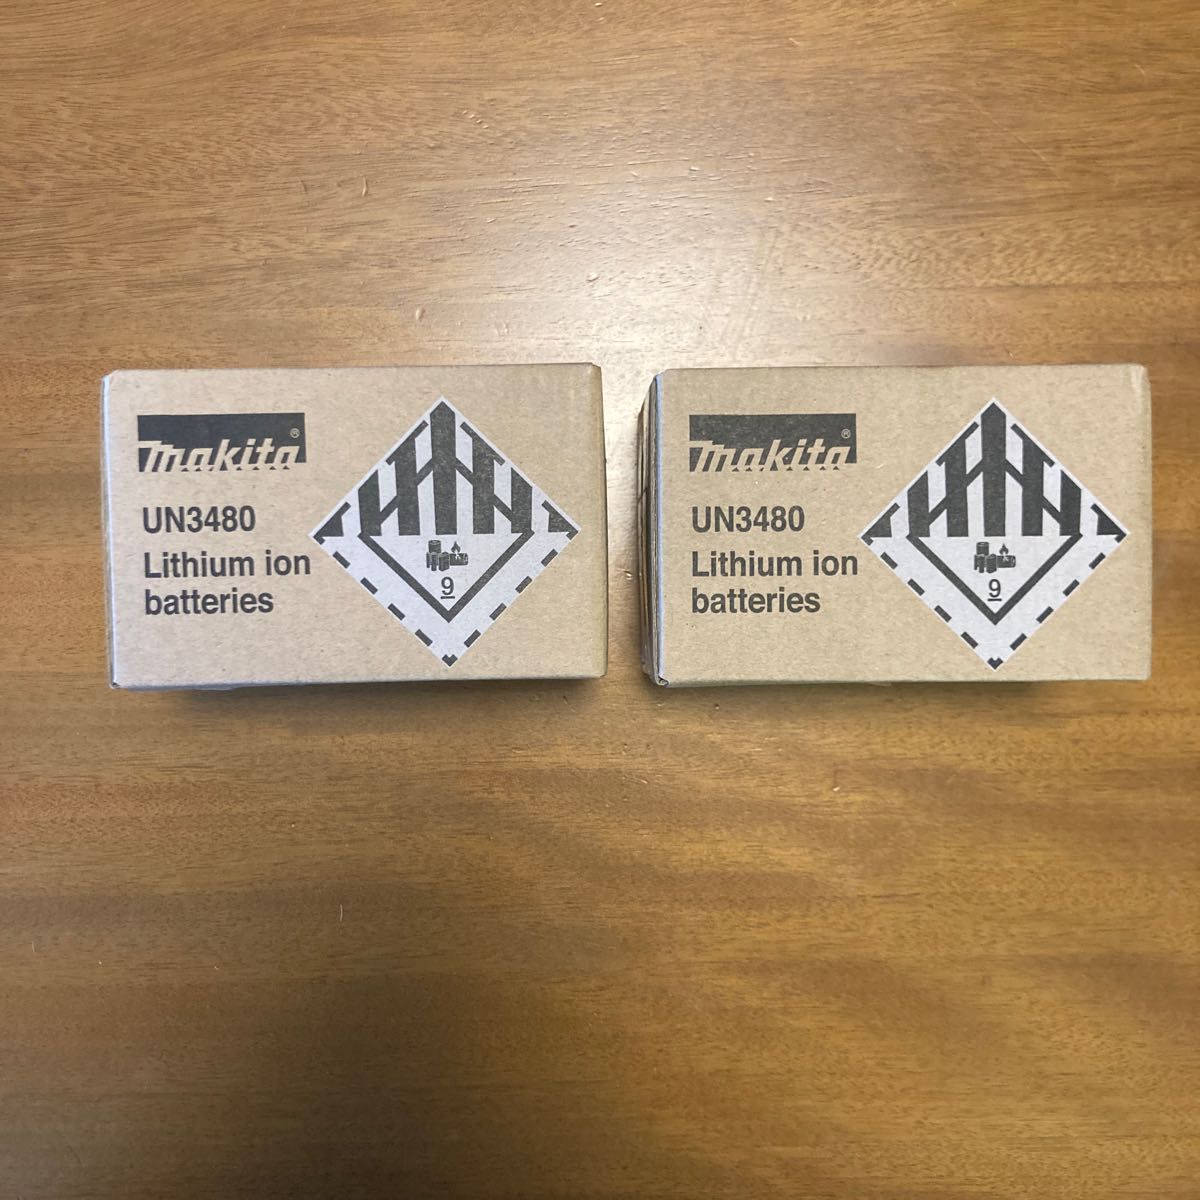 makita®
UN3480
Lithium ion
batteries
9
makita®
UN3480
Lithium ion
batteries
9